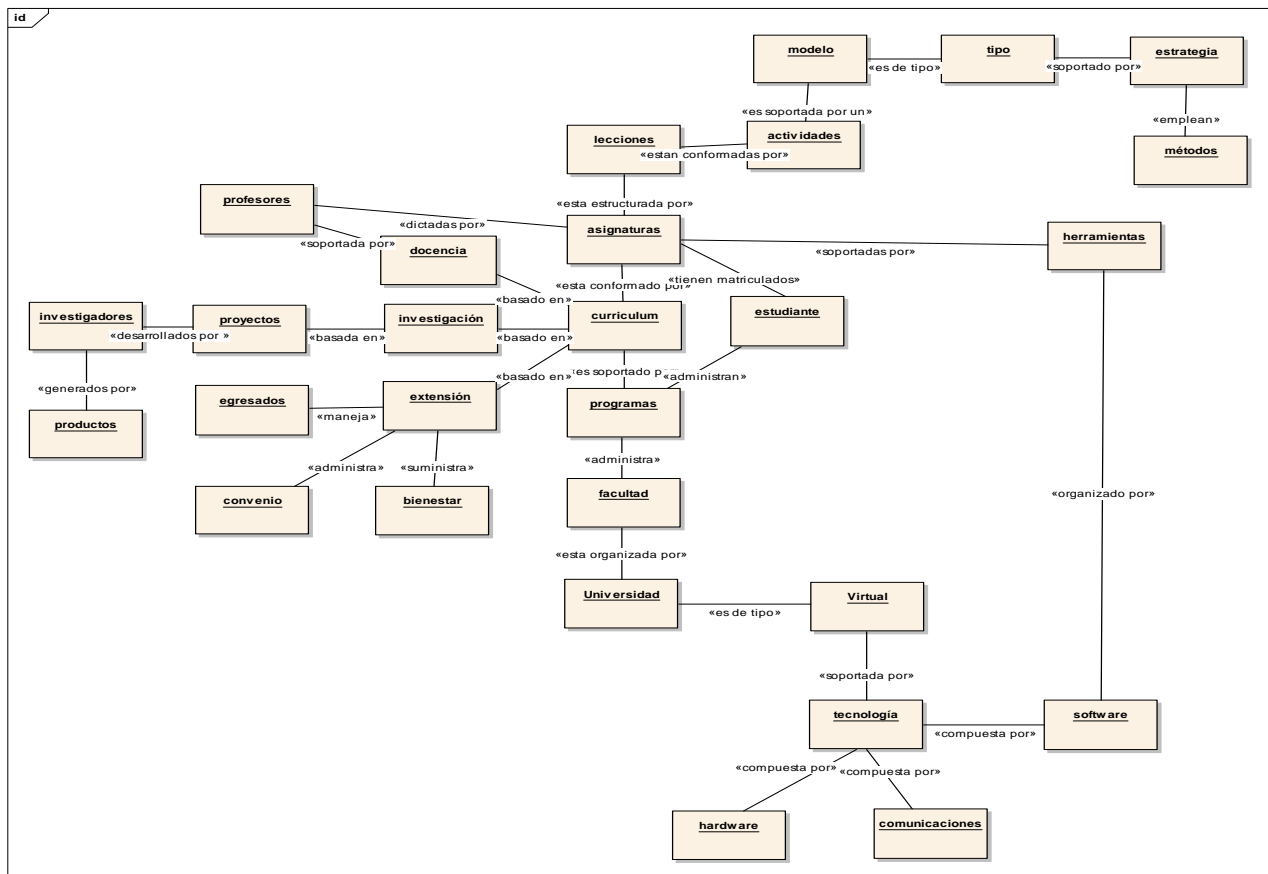 id
modelo
«es de tipo»
tipo
«soportado por»
estrategia
«emplean»
métodos
«es soportada por un»
actividades
lecciones
«estan conformadas por»
«esta estructurada por»
profesores
«dictadas por»
«soportada por»
docencia
asignaturas
«soportadas por»
herramientas
«tienen matriculados»
«esta conformado por»
«basado en»
estudiante
investigadores
«desarrollados por »
proyectos
«basada en»
investigación
«basado en»
curriculum
«generados por»
productos
«basado en»
«es soportado por»
«administran»
egresados
«maneja»
extensión
programas
«administra»
«suministra»
«administra»
convenio
bienestar
facultad
«organizado por»
«esta organizada por»
Universidad
«es de tipo»
Virtual
«soportada por»
tecnología
«compuesta por»
software
«compuesta por»
«compuesta por»
hardware
comunicaciones